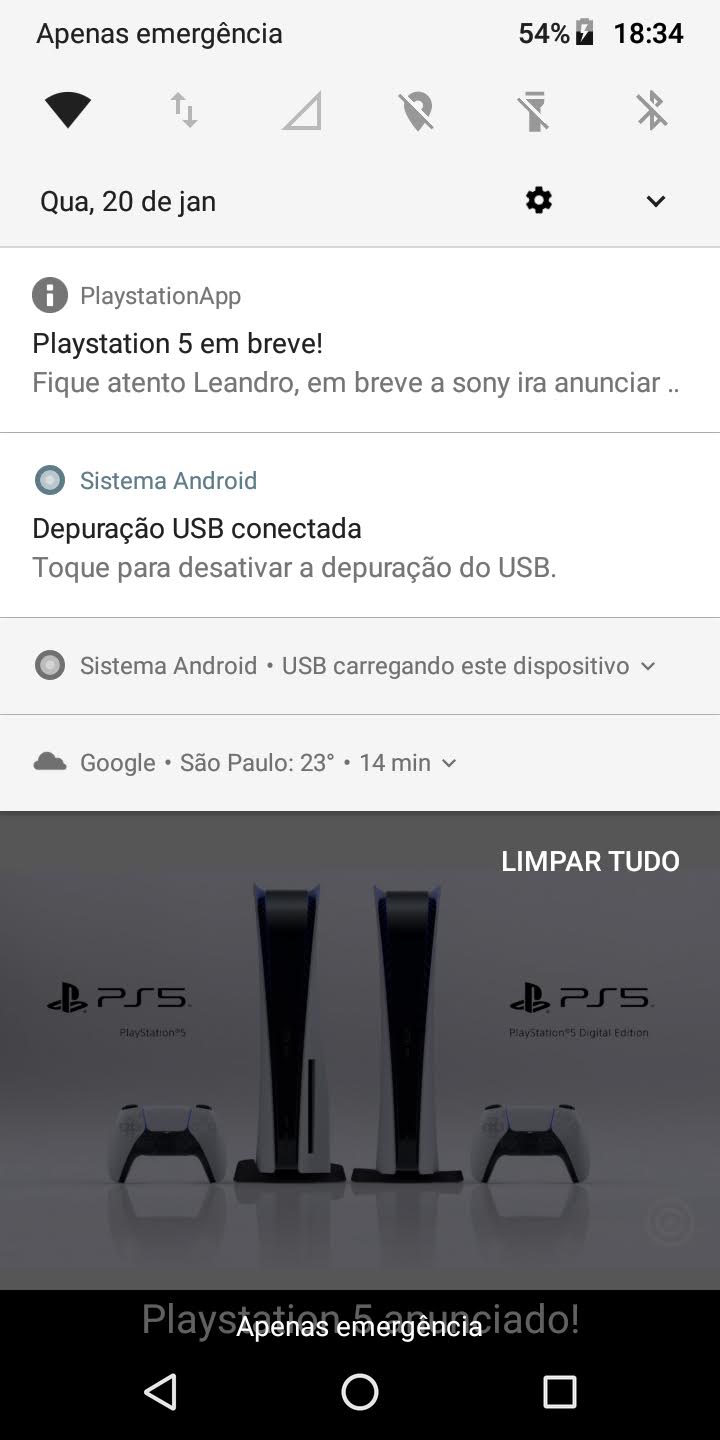 Apenas emergência
54% 18:34
Qua, 20 de jan
PlaystationApp
Playstation 5 em breve!
Fique atento Leandro, em breve a sony ira anunciar ..
Sistema Android
Depuração USB conectada
Toque para desativar a depuração do USB.
Sistema Android • USB carregando este dispositivo
Google • São Paulo: 23° • 14 min
LIMPAR TUDO
PS5
PlayStation®5
PS5
PlayStation®5 Digital Edition
Playstation 5 anunciado!
Apenas emergência